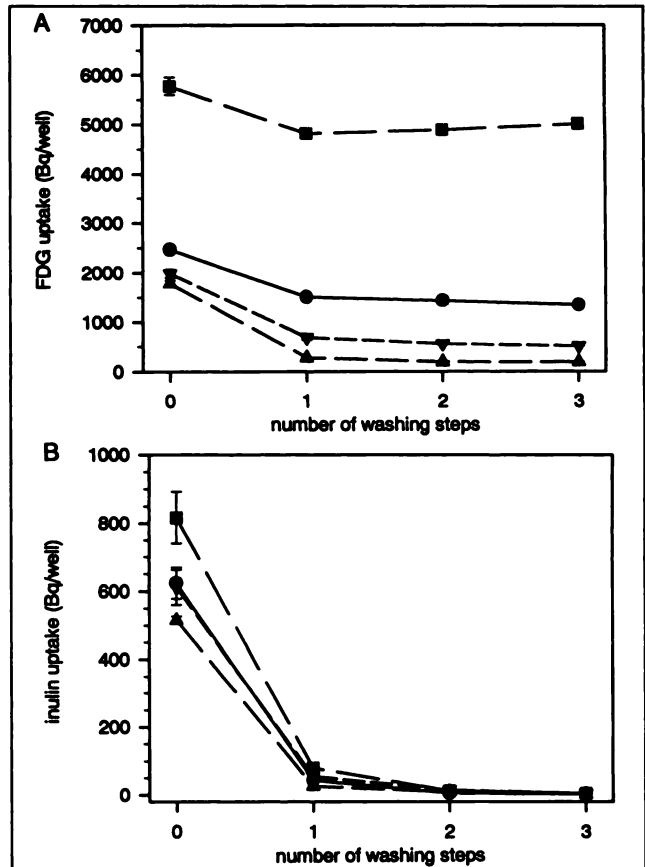 A
7000
6000
5000
4000
3000
2000
1000
0
FDG uptake (Bq/well)
0 1 2 3
number of washing steps
B
1000
800
600
400
200
0
inulin uptake (Bq/well)
0 1 2 3
number of washing steps